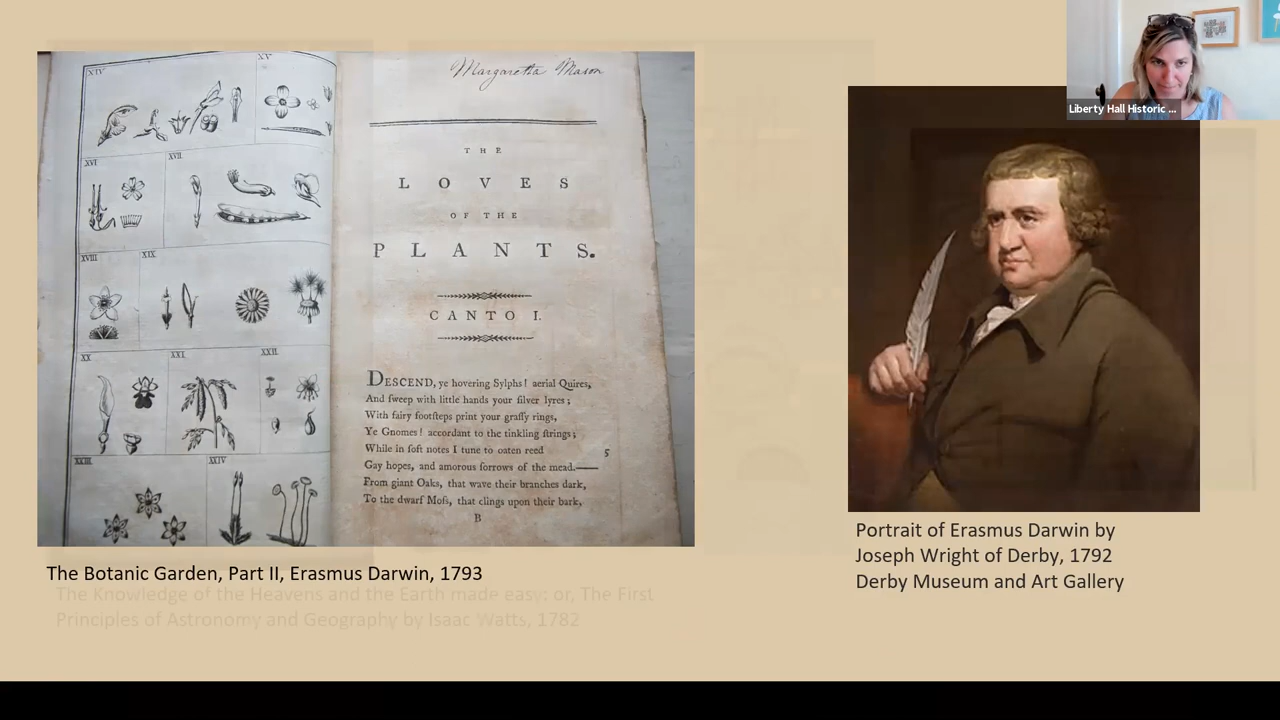 Liberty Hall Historic ...
XIV
XV
XVI
XVII
XVIII
XIX
XX
XXI
XXII
XXIII
XXIV
Margaretta Mason
THE
LOVES
OF THE
PLANTS.
CANTO I.
DESCEND, ye hovering Sylphs! aerial Quires,
And ſweep with little hands your ſilver lyres;
With fairy footſteps print your graſſy rings,
Ye Gnomes! accordant to the tinkling ſtrings;
While in ſoft notes I tune to oaten reed
5
Gay hopes, and amorous ſorrows of the mead.—
From giant Oaks, that wave their branches dark,
To the dwarf Moſs, that clings upon their bark,
B
The Botanic Garden, Part II, Erasmus Darwin, 1793
The Knowledge of the Heavens and the Earth made easy: or, The First
Principles of Astronomy and Geography by Isaac Watts, 1782
Portrait of Erasmus Darwin by
Joseph Wright of Derby, 1792
Derby Museum and Art Gallery